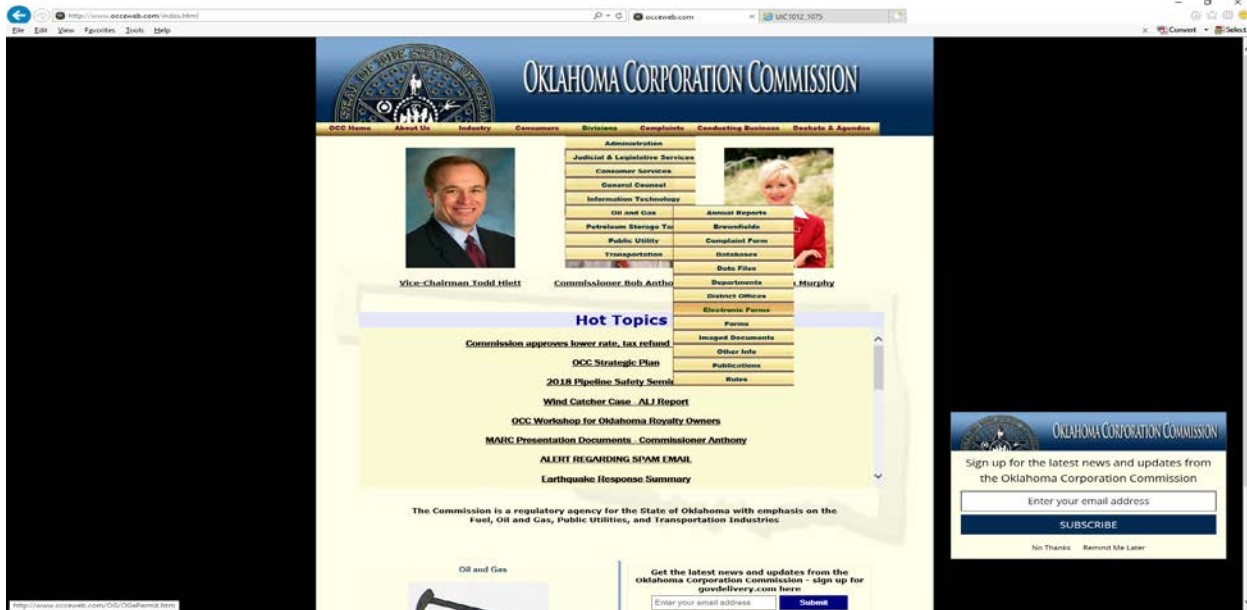 http://www.occeweb.com/index.html
occeweb.com
UIC1012_1075
File Edit View Favorites Tools Help
Convert
Select
OKLAHOMA CORPORATION COMMISSION
OCC Home About Us Industry Consumers Divisions Complaints Conducting Business Dockets & Agendas
Administration
Judicial & Legislative Services
Consumer Services
General Counsel
Information Technology
Oil and Gas
Petroleum Storage Ta
Public Utility
Transportation
Annual Reports
Brownfields
Complaint Form
Databases
Data Files
Departments
District Offices
Electronic Forms
Forms
Imaged Documents
Other Info
Publications
Rules
Vice-Chairman Todd Hiett
Commissioner Bob Antho
Murphy
Hot Topics
Commission approves lower rate, tax refund
OCC Strategic Plan
2018 Pipeline Safety Semi
Wind Catcher Case - ALJ Report
OCC Workshop for Oklahoma Royalty Owners
MARC Presentation Documents - Commissioner Anthony
ALERT REGARDING SPAM EMAIL
Earthquake Response Summary
The Commission is a regulatory agency for the State of Oklahoma with emphasis on the
Fuel, Oil and Gas, Public Utilities, and Transportation Industries
Oil and Gas
Get the latest news and updates from the
Oklahoma Corporation Commission - sign up for
govdelivery.com here
Enter your email address
Submit
OKLAHOMA CORPORATION COMMISSION
Sign up for the latest news and updates from
the Oklahoma Corporation Commission
Enter your email address
SUBSCRIBE
No Thanks Remind Me Later
http://www.occeweb.com/OG/OGePermit.htm